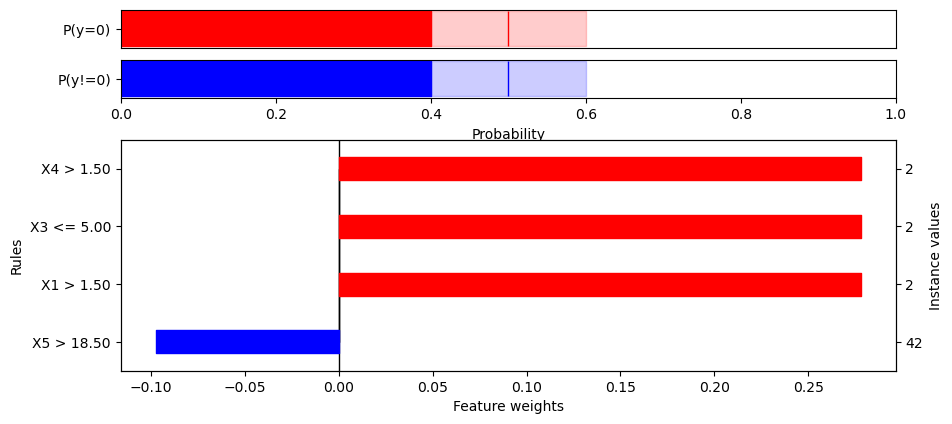 P(y=0)
P(y!=0)
0.0 0.2 0.4 0.6 0.8 1.0
Probability
X4 > 1.50 2
X3 <= 5.00 2
X1 > 1.50 2
X5 > 18.50 42
Rules
Instance values
−0.10 −0.05 0.00 0.05 0.10 0.15 0.20 0.25
Feature weights